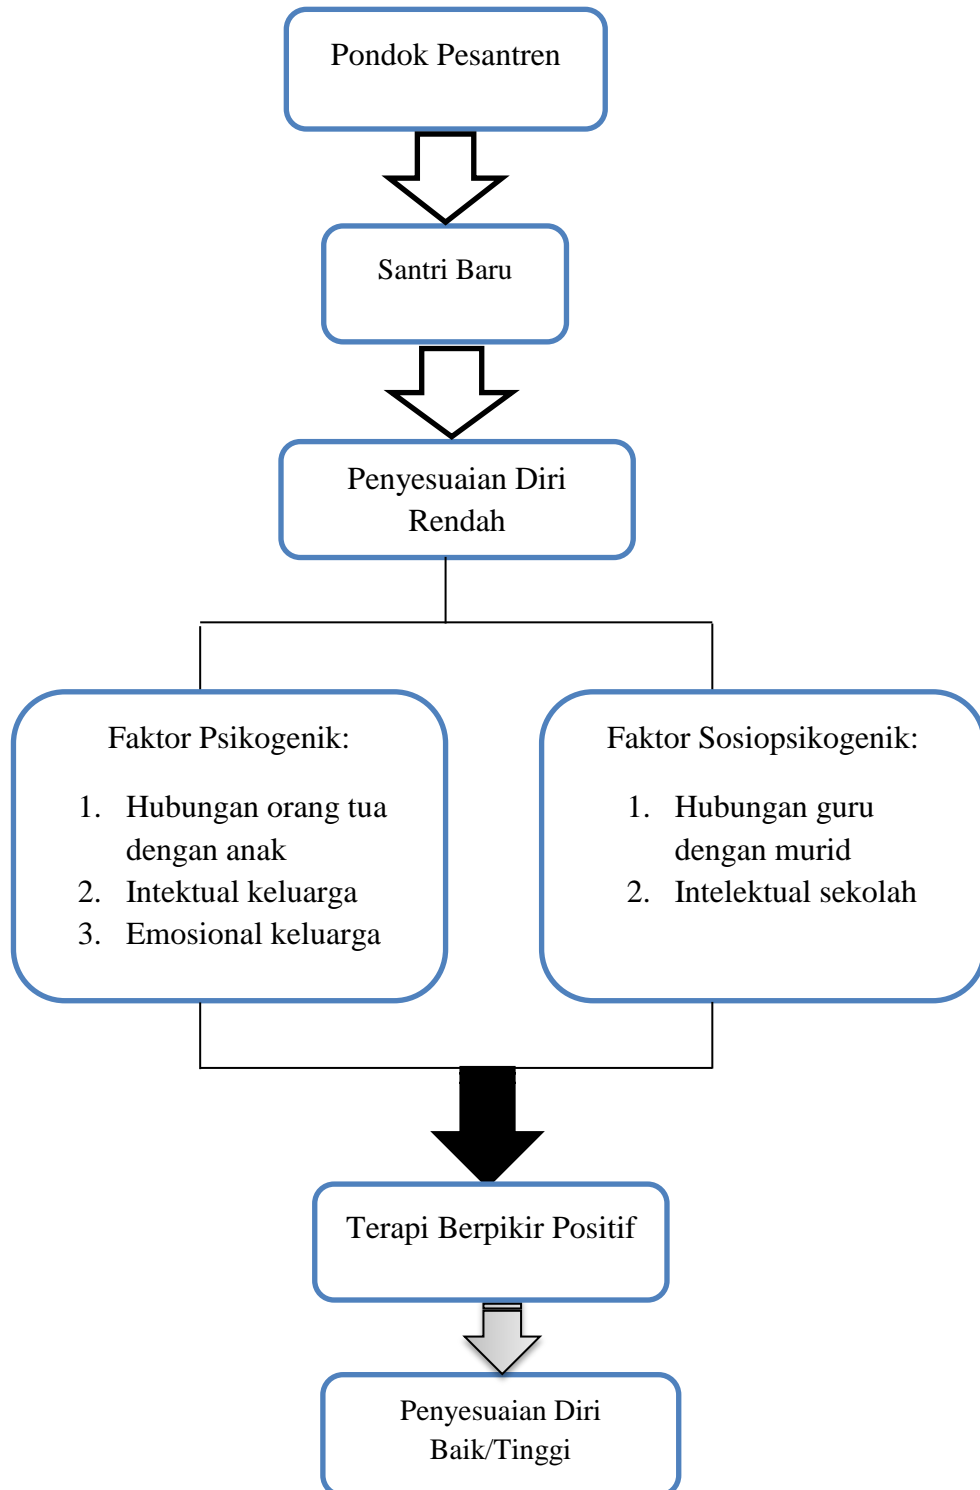 Pondok Pesantren
Santri Baru
Penyesuaian Diri
Rendah
Faktor Psikogenik:
1. Hubungan orang tua
dengan anak
2. Intektual keluarga
3. Emosional keluarga
Faktor Sosiopsikogenik:
1. Hubungan guru
dengan murid
2. Intelektual sekolah
Terapi Berpikir Positif
Penyesuaian Diri
Baik/Tinggi